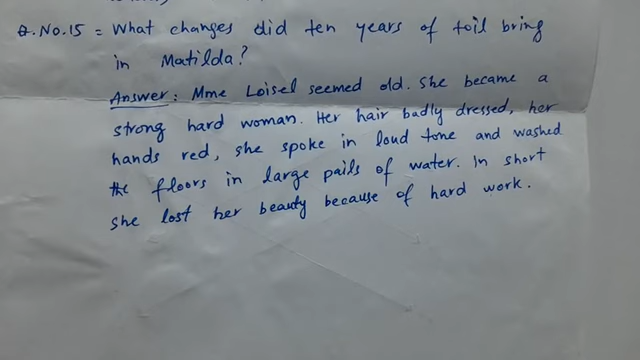 Q.No.15 = What changes did ten years of toil bring
in Matilda?
Answer: Mme Loisel seemed old. She became a
strong hard woman. Her hair badly dressed, her
hands red, she spoke in loud tone and washed
the floors in large pails of water. In short
she lost her beauty because of hard work.